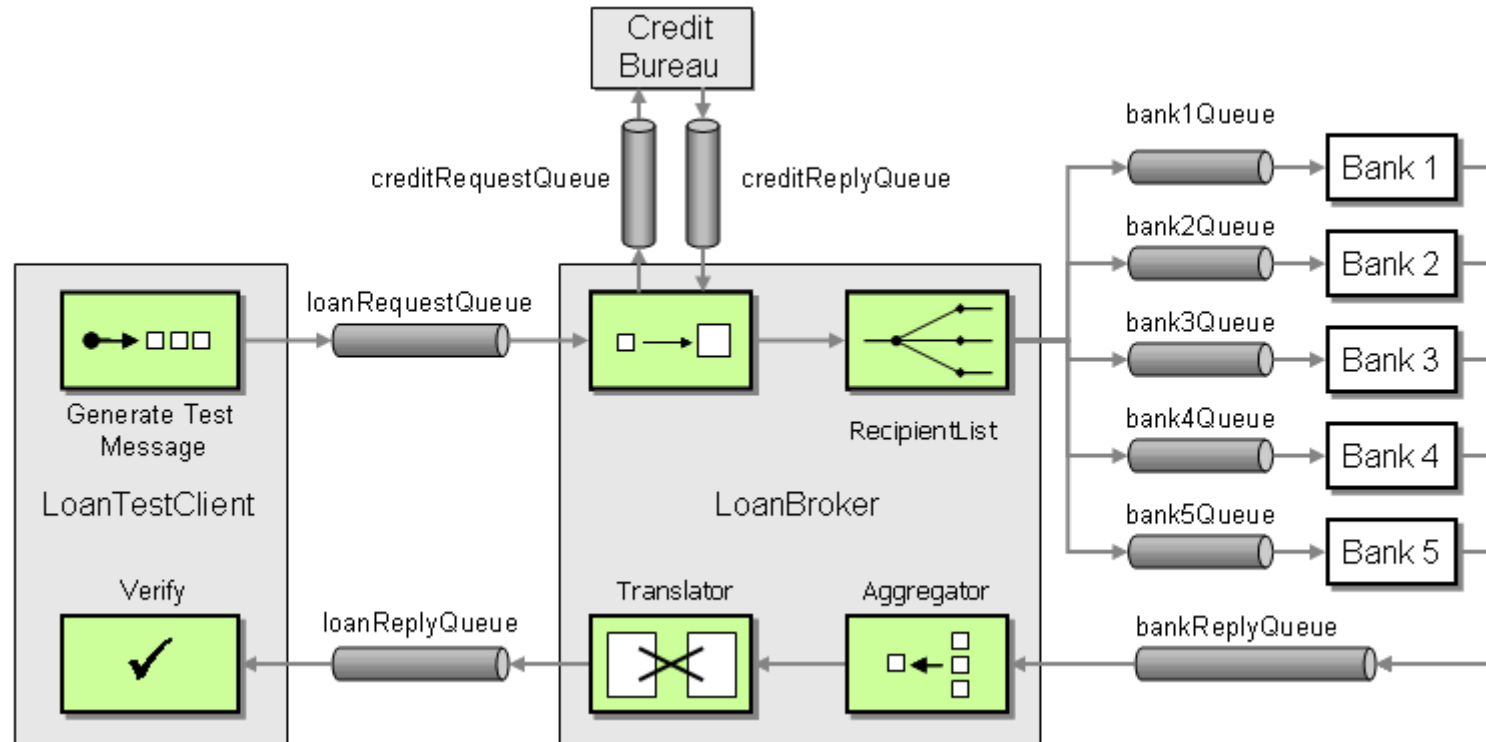 Credit
Bureau
creditRequestQueue
creditReplyQueue
bank1Queue
Bank 1
bank2Queue
Bank 2
bank3Queue
Bank 3
bank4Queue
Bank 4
bank5Queue
Bank 5
loanRequestQueue
Generate Test
Message
RecipientList
LoanTestClient
LoanBroker
Verify
loanReplyQueue
Translator
Aggregator
bankReplyQueue